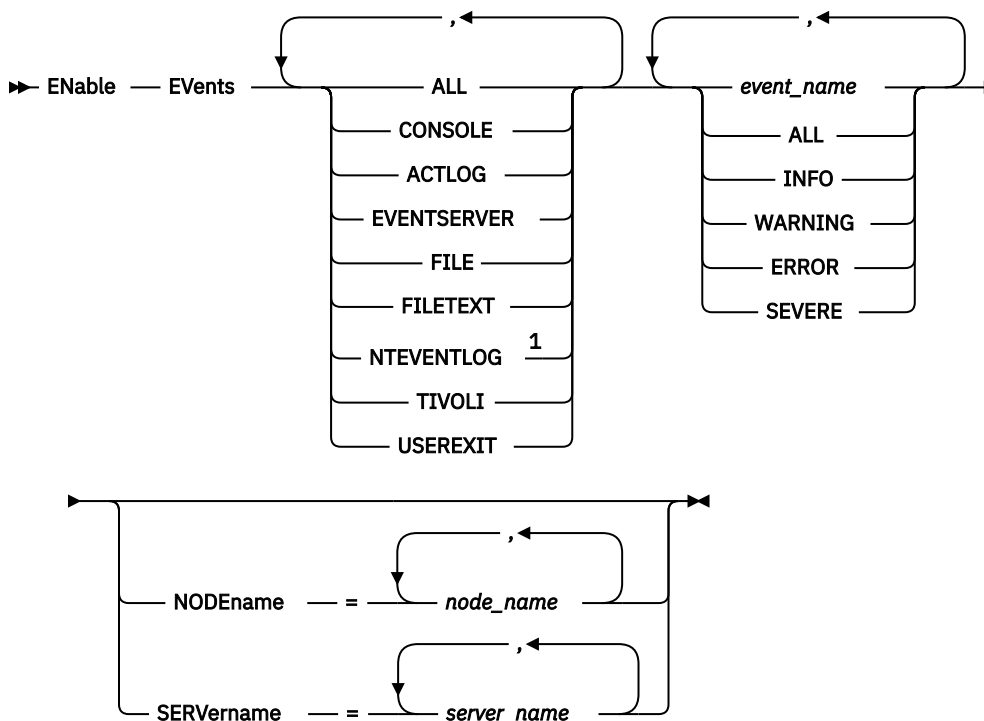 , ,
ENable EVents ALL event_name
CONSOLE ALL
ACTLOG INFO
EVENTSERVER WARNING
FILE ERROR
FILETEXT SEVERE
NTEVENTLOG 1
TIVOLI
USEREXIT
,
NODEname = node_name
,
SERVername = server_name